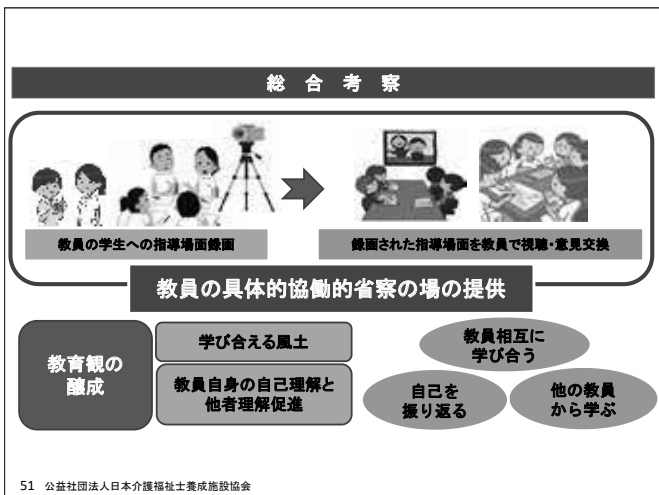 総合考察
教員の学生への指導場面録画
録画された指導場面を教員で視聴・意見交換
教員の具体的協働的省察の場の提供
教育観の
醸成
学び合える風土
教員自身の自己理解と
他者理解促進
教員相互に
学び合う
自己を
振り返る
他の教員
から学ぶ
51 公益社団法人日本介護福祉士養成施設協会